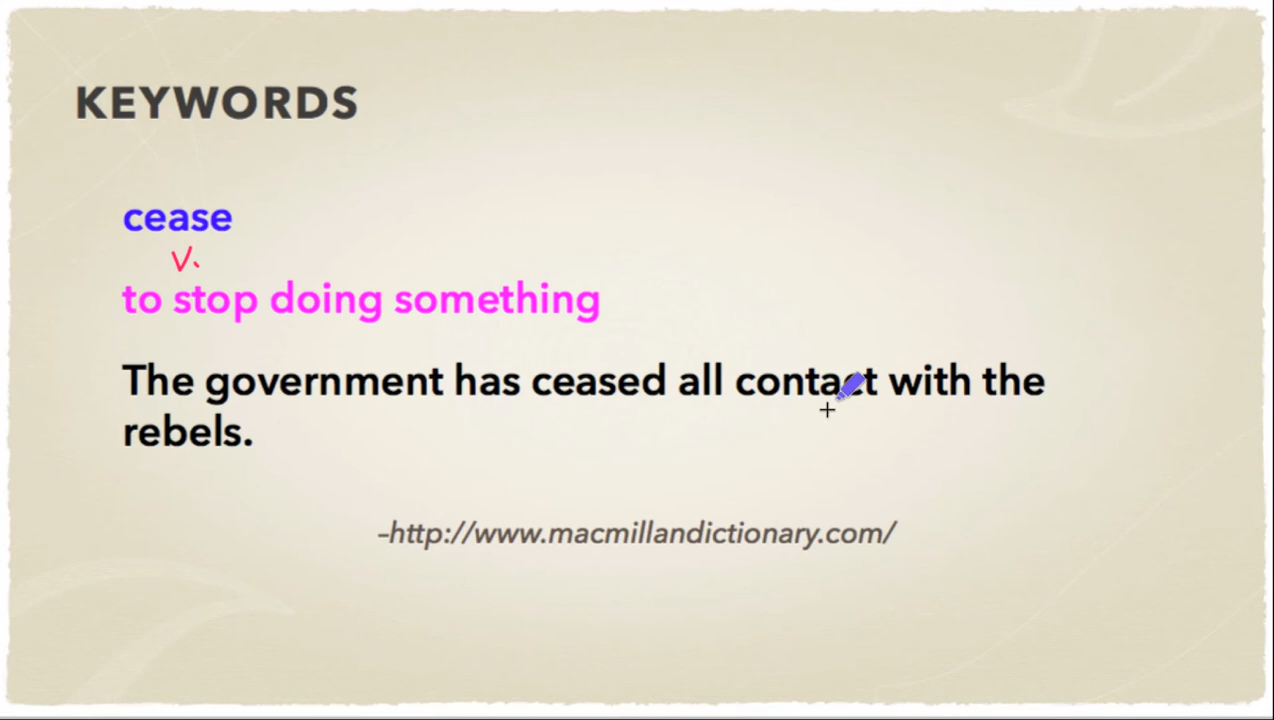 KEYWORDS
cease
V.
to stop doing something
The government has ceased all contact with the
rebels.
–http://www.macmillandictionary.com/